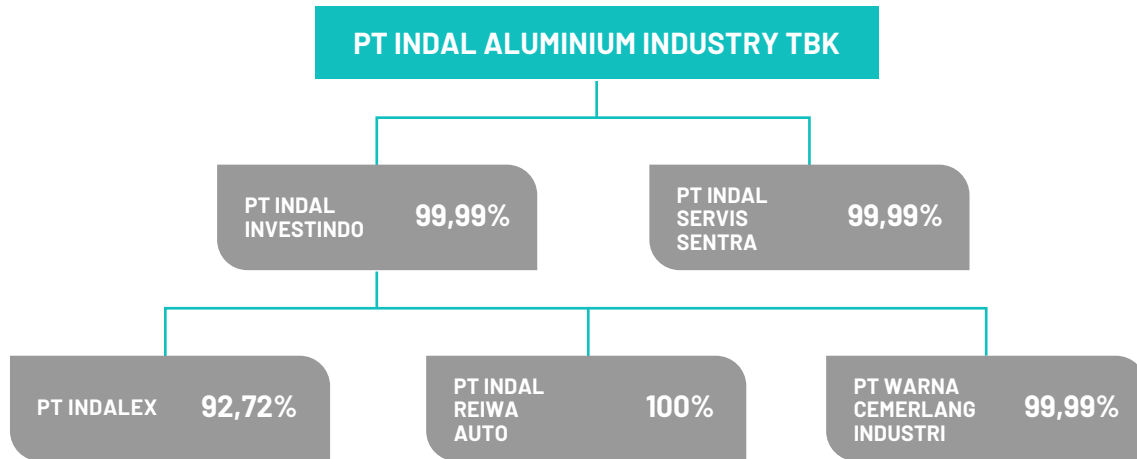 PT INDAL ALUMINIUM INDUSTRY TBK
PT INDAL
INVESTINDO
99,99%
PT INDAL
SERVIS
SENTRA
99,99%
PT INDALEX
92,72%
PT INDAL
REIWA
AUTO
100%
PT WARNA
CEMERLANG
INDUSTRI
99,99%